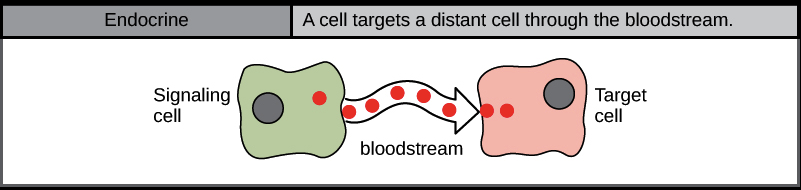 Endocrine
A cell targets a distant cell through the bloodstream.
Signaling
cell
Target
cell
bloodstream